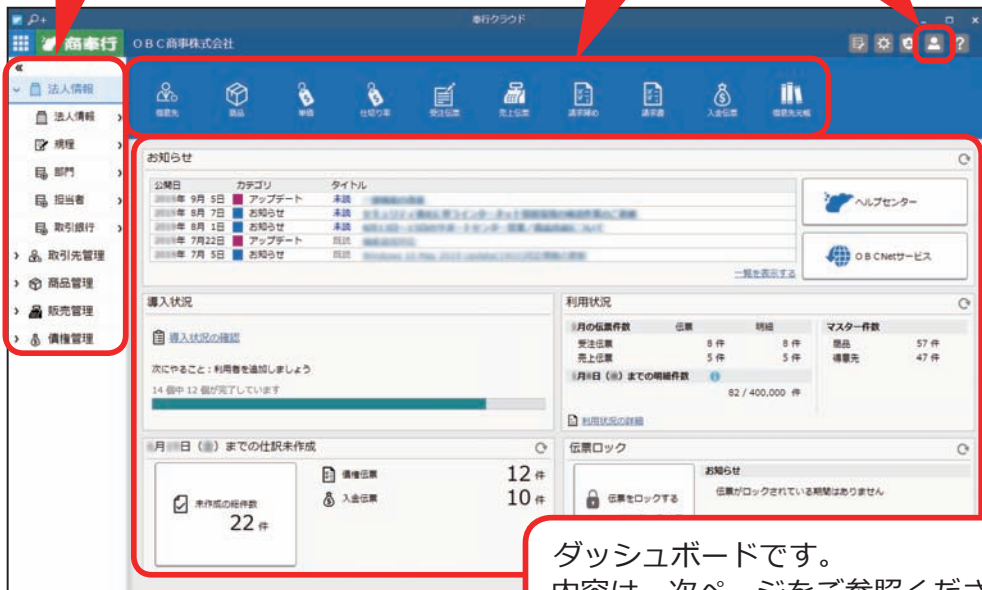 奉行クラウド
商奉行 OBC商事株式会社
法人情報
法人情報
規程
部門
担当者
取引銀行
取引先管理
商品管理
販売管理
債権管理
得意先 商品 単価 仕切り率 受注伝票 売上伝票 請求締め 請求書 入金伝票 得意先元帳
お知らせ
公開日 カテゴリ タイトル
年 9月 5日 アップデート 未読
年 8月 7日 お知らせ 未読
年 8月 1日 お知らせ 未読
年 7月22日 アップデート 既読
年 7月 5日 お知らせ 既読
一覧を表示する
ヘルプセンター
OBCNetサービス
導入状況
導入状況の確認
次にやること:利用者を追加しましょう
14 個中 12 個が完了しています
利用状況
月の伝票件数 伝票 明細
受注伝票 8 件 8 件
売上伝票 5 件 5 件
月 日( )までの明細件数
82 / 400,000 件
利用状況の詳細
マスター件数
商品 57 件
得意先 47 件
月 日( )までの仕訳未作成
未作成の総件数
22 件
債権伝票 12 件
入金伝票 10 件
伝票ロック
伝票をロックする
お知らせ
伝票がロックされている期間はありません
ダッシュボードです。